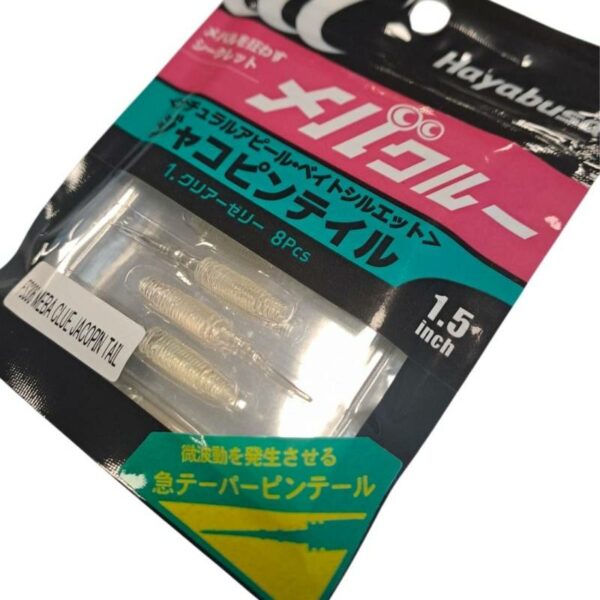 Hayabusa
メバルを狂わす
シークレット
メバグルー
<ナチュラルアピール・ベイトシルエット>
ジャコピンテイル
1.クリアーゼリー 8Pcs
1.5
inch
MEBA GLUE JACOPIN TAIL
微波動を発生させる
急テーパーピンテール